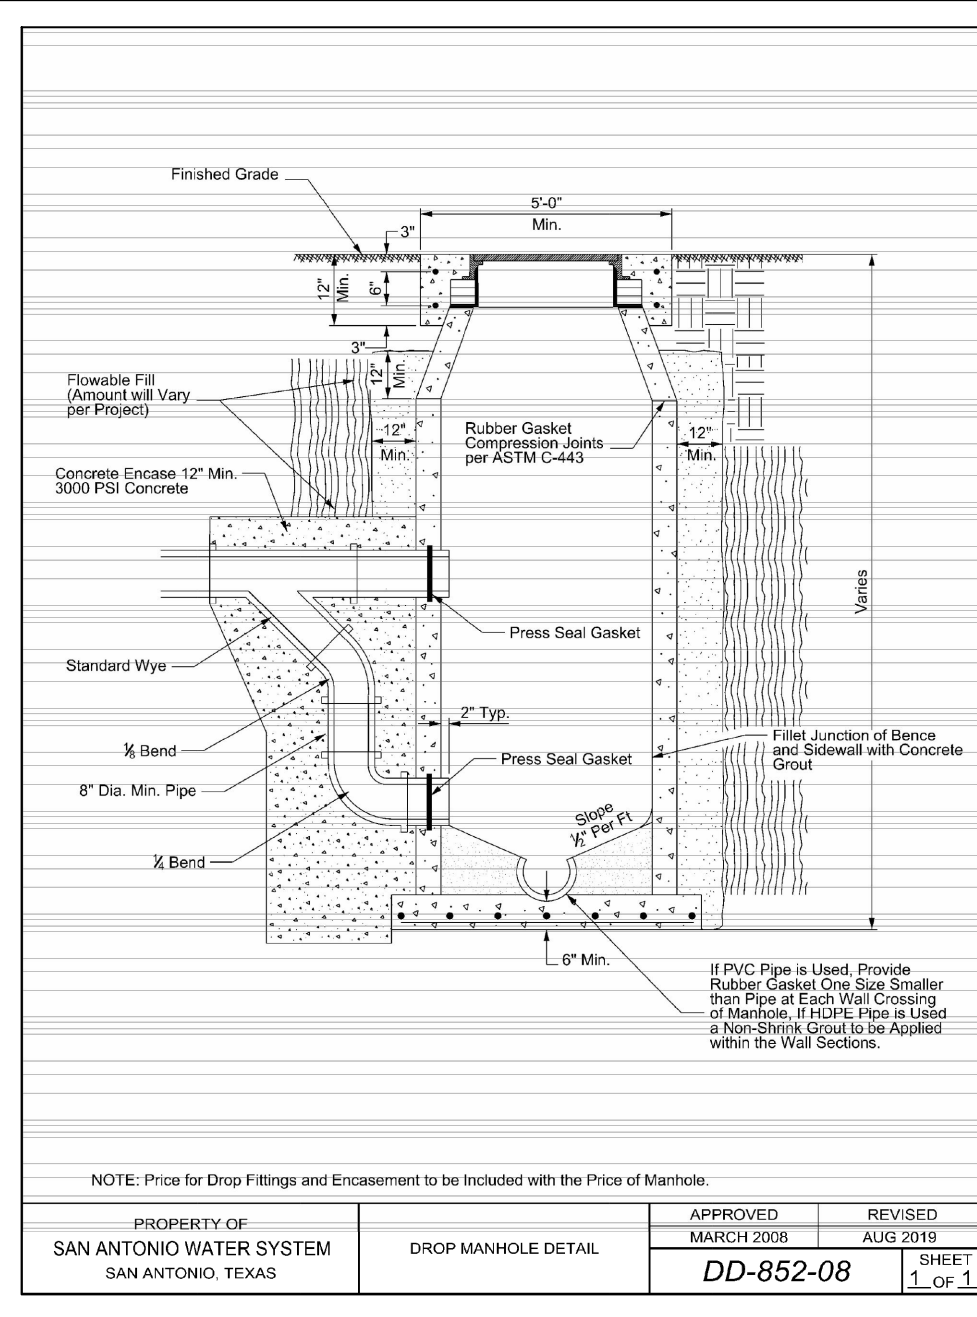 Finished Grade
5'-0"
Min.
3"
12"
Min.
6"
3"
12"
Min.
Flowable Fill
(Amount will Vary
per Project)
12"
Min.
Rubber Gasket
Compression Joints
per ASTM C-443
12"
Min.
Concrete Encase 12" Min.
3000 PSI Concrete
Varies
Press Seal Gasket
Standard Wye
2" Typ.
⅛ Bend
Press Seal Gasket
Fillet Junction of Bence
and Sidewall with Concrete
Grout
8" Dia. Min. Pipe
Slope
½" Per Ft
¼ Bend
6" Min.
If PVC Pipe is Used, Provide
Rubber Gasket One Size Smaller
than Pipe at Each Wall Crossing
of Manhole, If HDPE Pipe is Used
a Non-Shrink Grout to be Applied
within the Wall Sections.
NOTE: Price for Drop Fittings and Encasement to be Included with the Price of Manhole.
PROPERTY OF
SAN ANTONIO WATER SYSTEM
SAN ANTONIO, TEXAS
DROP MANHOLE DETAIL
APPROVED
MARCH 2008
REVISED
AUG 2019
DD-852-08
SHEET
1 OF 1